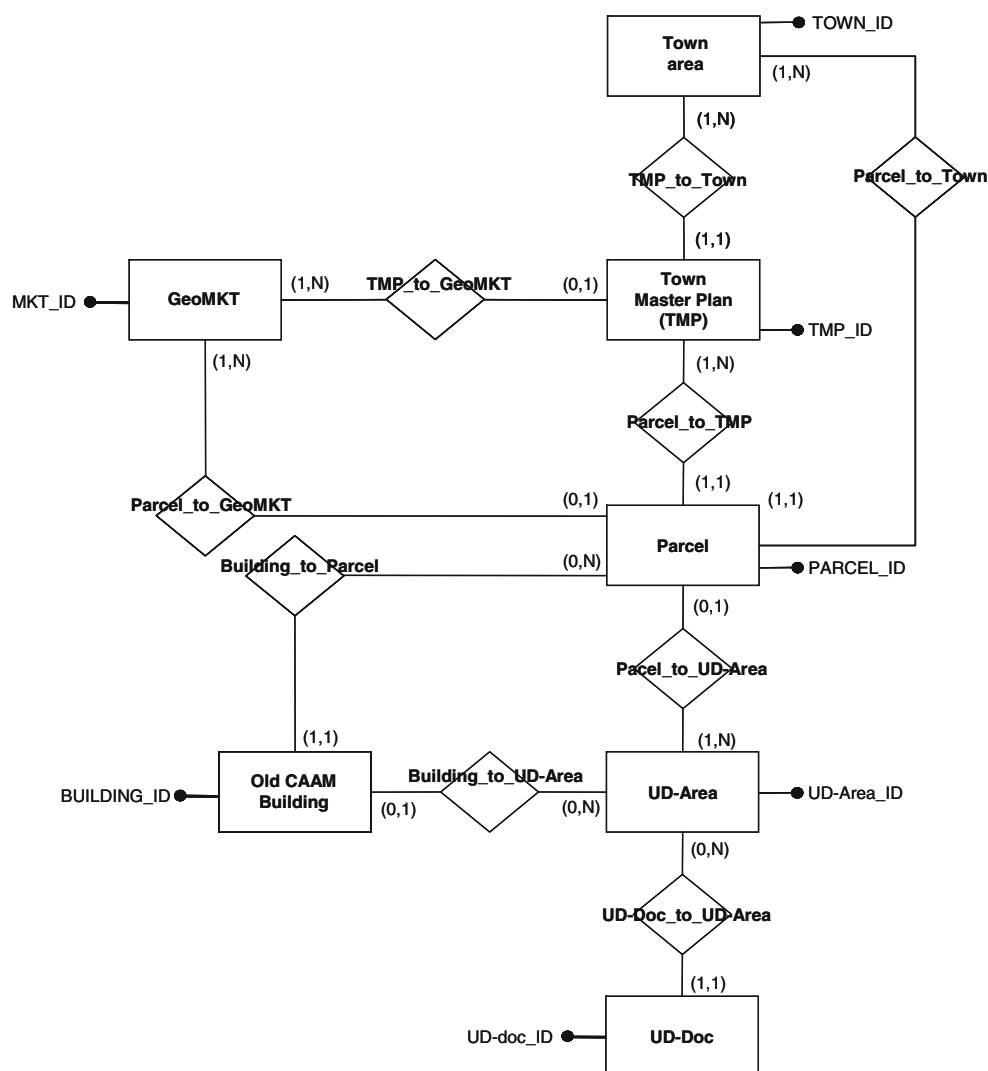 TOWN_ID
Town
area
(1,N)
(1,N)
TMP_to_Town
Parcel_to_Town
(1,1)
MKT_ID
GeoMKT
(1,N)
TMP_to_GeoMKT
(0,1)
Town
Master Plan
(TMP)
TMP_ID
(1,N)
(1,N)
Parcel_to_TMP
(1,1)
(1,1)
Parcel_to_GeoMKT
(0,1)
Parcel
Building_to_Parcel
(0,N)
PARCEL_ID
(0,1)
Pacel_to_UD-Area
(1,1)
(1,N)
BUILDING_ID
Old CAAM
Building
Building_to_UD-Area
(0,1)
(0,N)
UD-Area
UD-Area_ID
(0,N)
UD-Doc_to_UD-Area
(1,1)
UD-doc_ID
UD-Doc